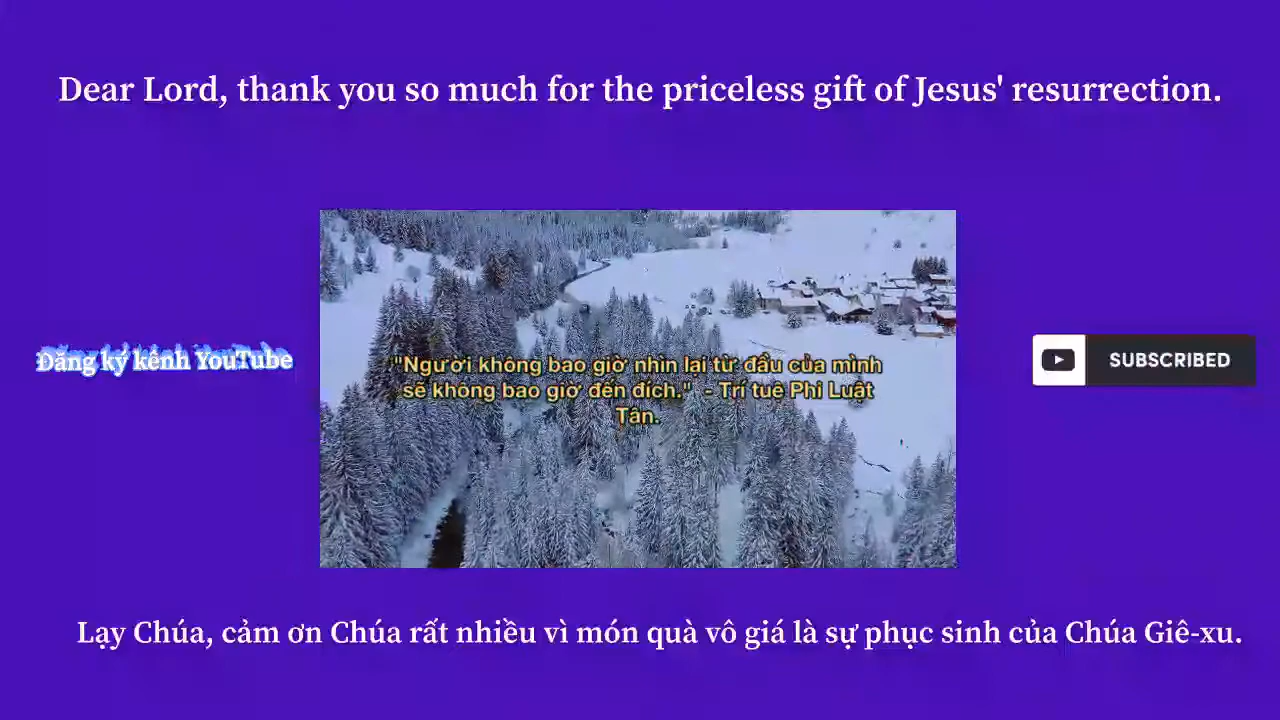 Dear Lord, thank you so much for the priceless gift of Jesus' resurrection.
"Người không bao giờ nhìn lại từ đầu của mình
sẽ không bao giờ đến đích." - Trí tuệ Phi Luật
Tân.
Đăng ký kênh YouTube
SUBSCRIBED
Lạy Chúa, cảm ơn Chúa rất nhiều vì món quà vô giá là sự phục sinh của Chúa Giê-xu.